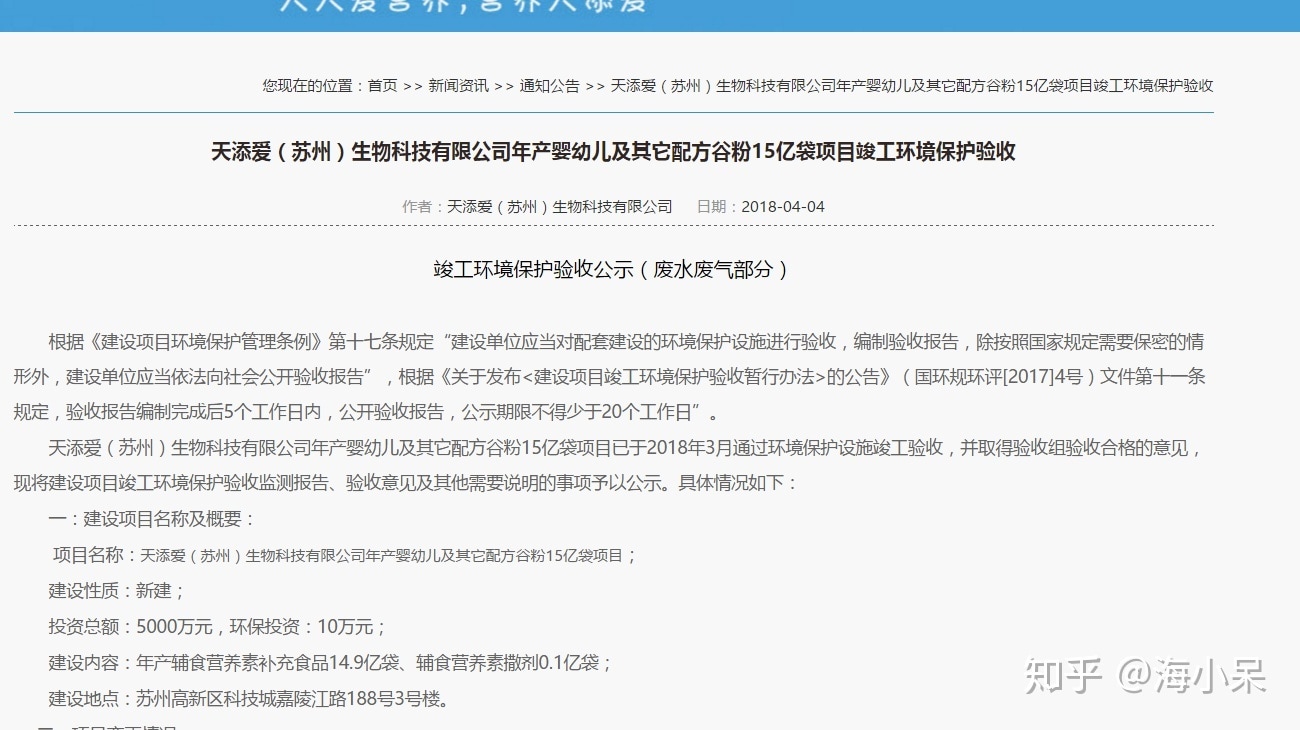 天天爱营养,营养天添爱
您现在的位置：首页 >> 新闻资讯 >> 通知公告 >> 天添爱（苏州）生物科技有限公司年产婴幼儿及其它配方谷粉15亿袋项目竣工环境保护验收
天添爱（苏州）生物科技有限公司年产婴幼儿及其它配方谷粉15亿袋项目竣工环境保护验收
作者：天添爱（苏州）生物科技有限公司 日期：2018-04-04
竣工环境保护验收公示（废水废气部分）
根据《建设项目环境保护管理条例》第十七条规定“建设单位应当对配套建设的环境保护设施进行验收，编制验收报告，除按照国家规定需要保密的情
形外，建设单位应当依法向社会公开验收报告”，根据《关于发布<建设项目竣工环境保护验收暂行办法>的公告》（国环规环评[2017]4号）文件第十一条
规定，验收报告编制完成后5个工作日内，公开验收报告，公示期限不得少于20个工作日”。
天添爱（苏州）生物科技有限公司年产婴幼儿及其它配方谷粉15亿袋项目已于2018年3月通过环境保护设施竣工验收，并取得验收组验收合格的意见，
现将建设项目竣工环境保护验收监测报告、验收意见及其他需要说明的事项予以公示。具体情况如下：
一：建设项目名称及概要：
项目名称：天添爱（苏州）生物科技有限公司年产婴幼儿及其它配方谷粉15亿袋项目；
建设性质：新建；
投资总额：5000万元，环保投资：10万元；
建设内容：年产辅食营养素补充食品14.9亿袋、辅食营养素撒剂0.1亿袋；
建设地点：苏州高新区科技城嘉陵江路188号3号楼。
知乎 @海小呆